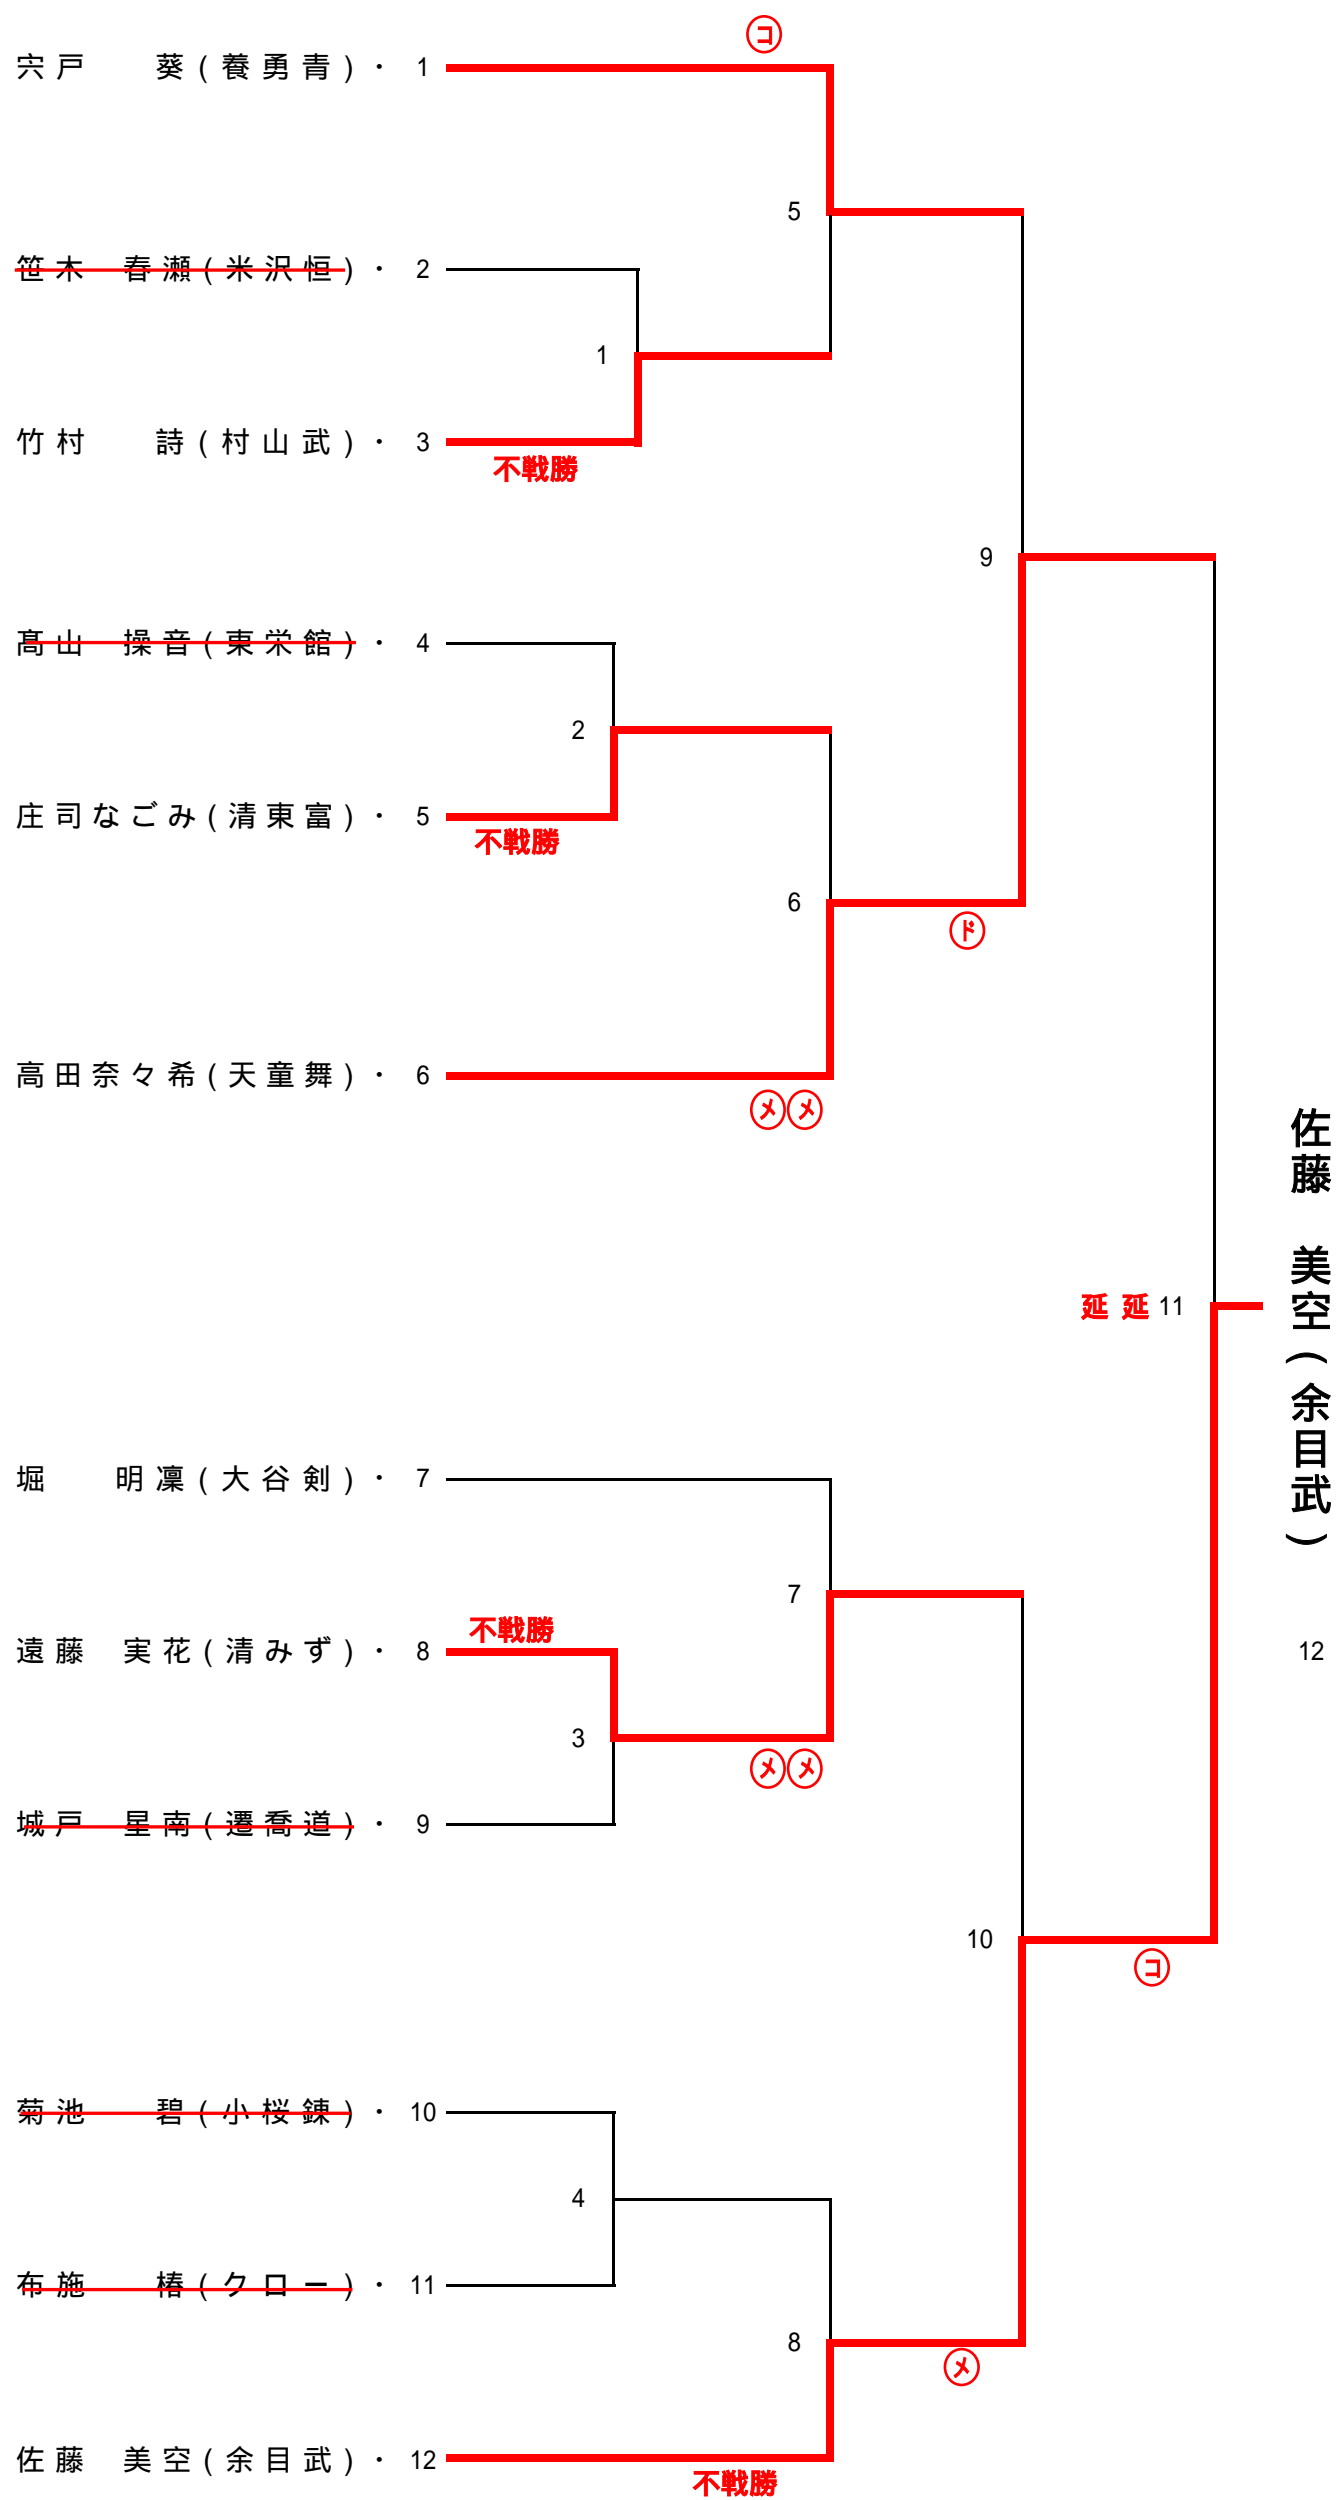 ㋙
宍戸　葵(養勇青)・ 1
5
笹木　春瀬(米沢恒)・ 2
1
竹村　詩(村山武)・ 3
不戦勝
9
髙山　操音(東栄館)・ 4
2
庄司なごみ(清東富)・ 5
不戦勝
6
ド
高田奈々希(天童舞)・ 6
㋱㋱
佐藤　美空(余目武)
延 延 11
堀　明凜(大谷剣)・ 7
7
不戦勝
遠藤　実花(清みず)・ 8
12
3
㋱㋱
城戸　星南(遷喬道)・ 9
10
㋙
菊池　碧(小桜錬)・ 10
4
布施　椿(クロー)・ 11
8
㋱
佐藤　美空(余目武)・ 12
不戦勝